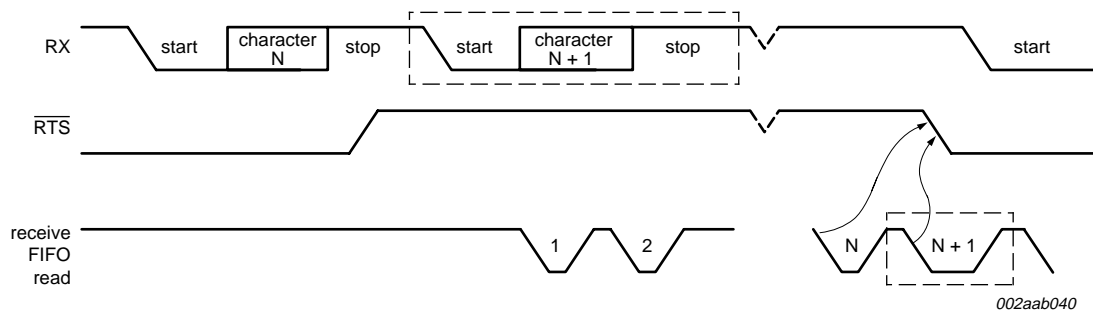 RX
start
character
N
stop
start
character
N + 1
stop
start
RTS
receive
FIFO
read
1
2
N
N + 1
002aab040